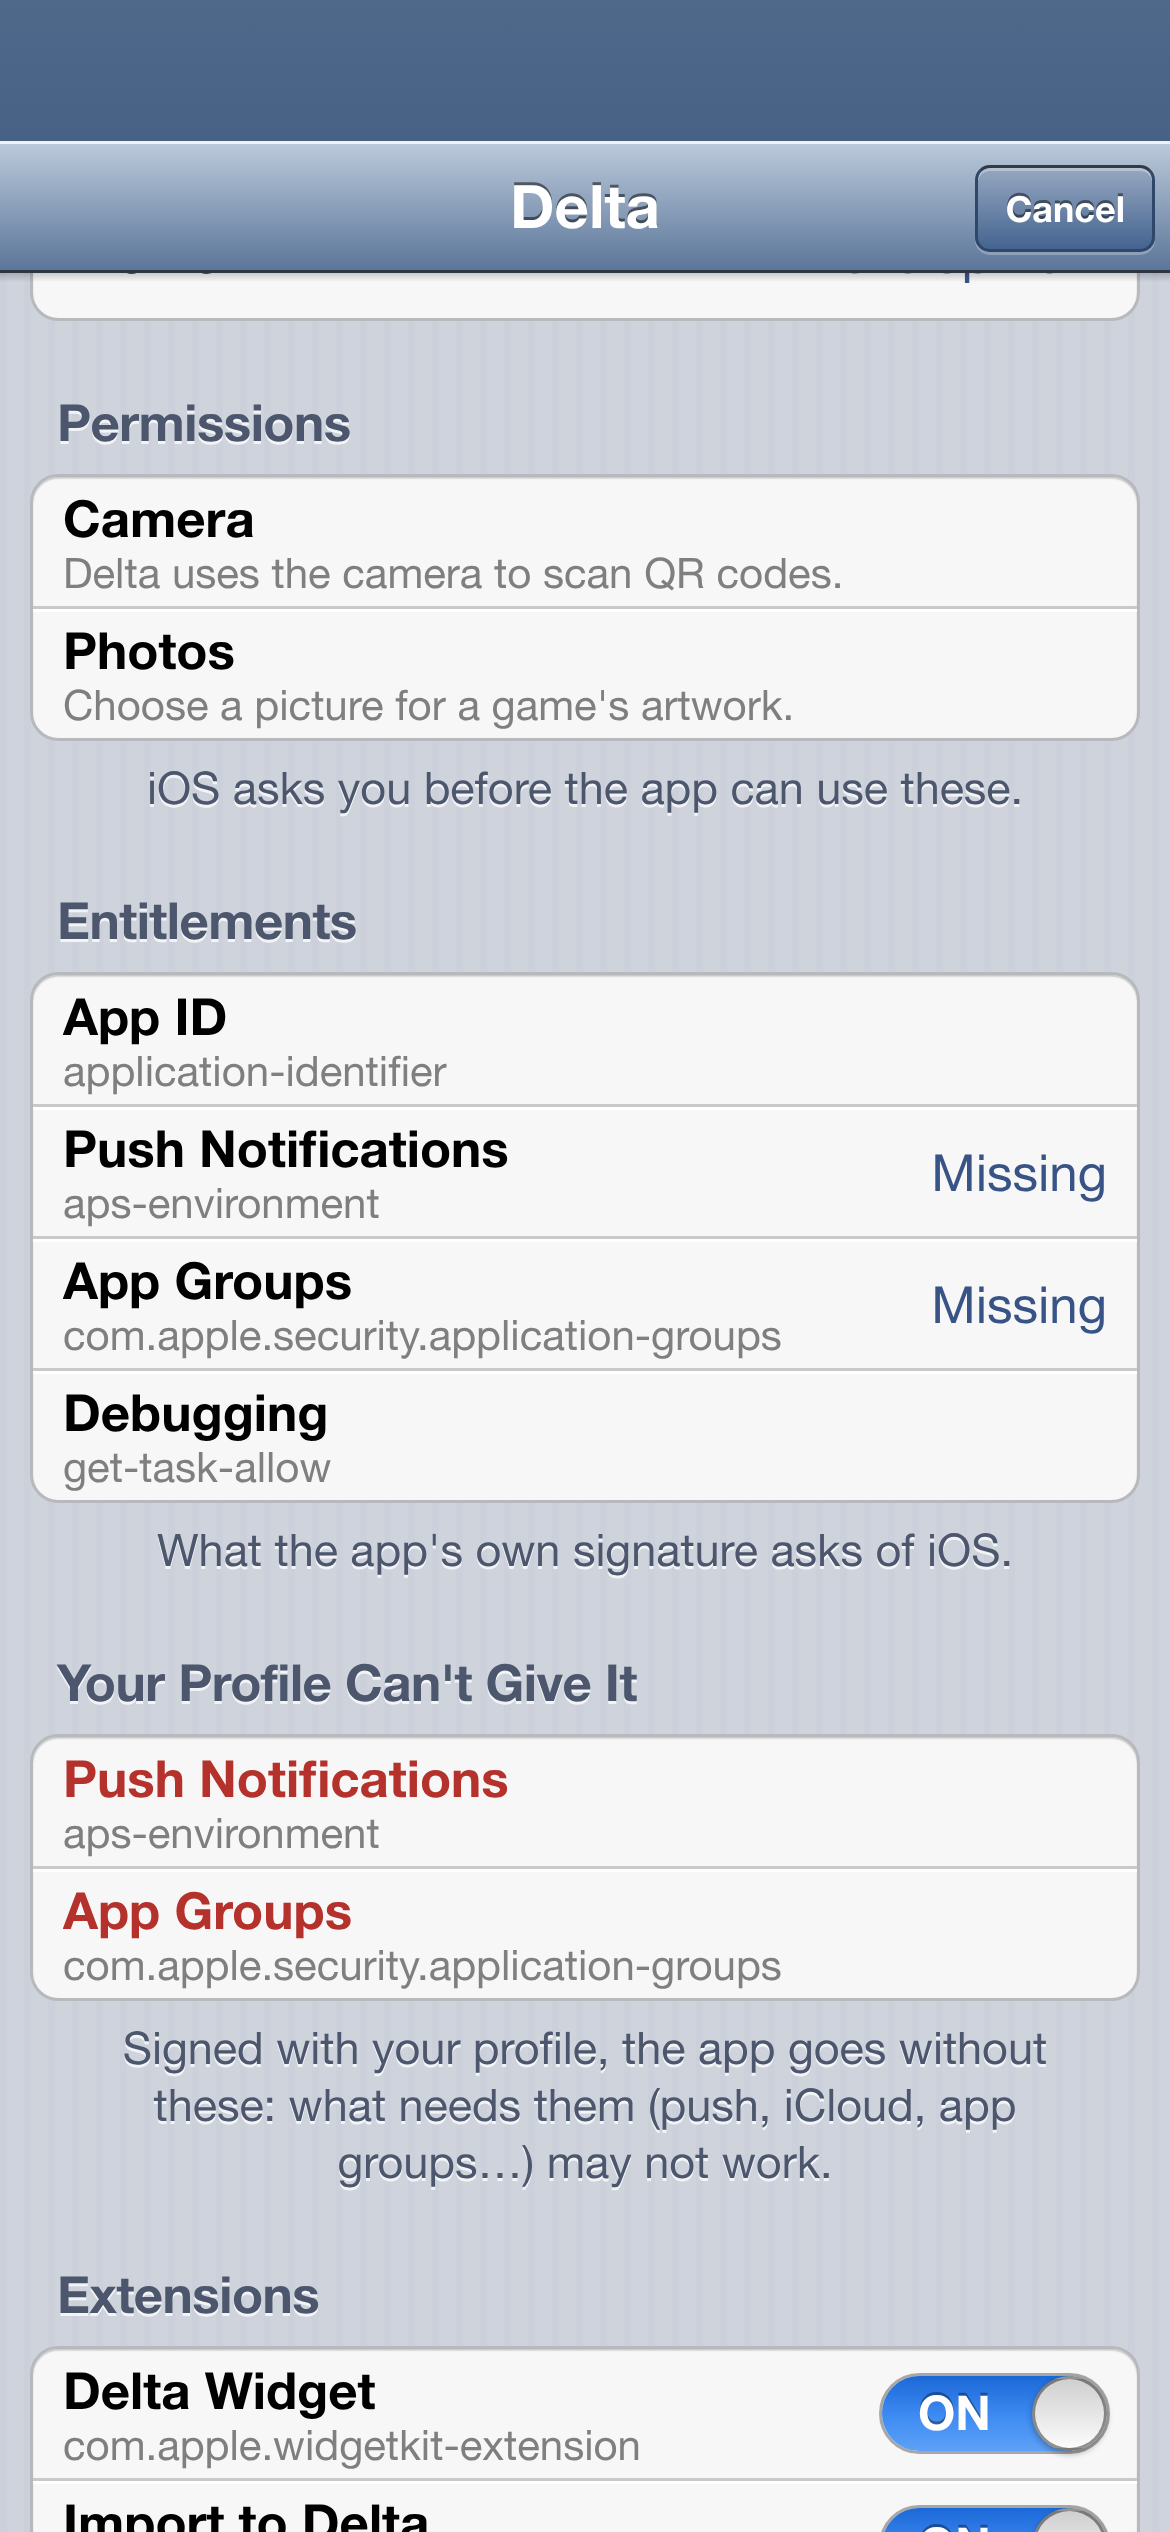 Delta
Cancel
Permissions
Camera
Delta uses the camera to scan QR codes.
Photos
Choose a picture for a game's artwork.
iOS asks you before the app can use these.
Entitlements
App ID
application-identifier
Push Notifications
aps-environment
Missing
App Groups
com.apple.security.application-groups
Missing
Debugging
get-task-allow
What the app's own signature asks of iOS.
Your Profile Can't Give It
Push Notifications
aps-environment
App Groups
com.apple.security.application-groups
Signed with your profile, the app goes without
these: what needs them (push, iCloud, app
groups…) may not work.
Extensions
Delta Widget
com.apple.widgetkit-extension
ON
Import to Delta
ON